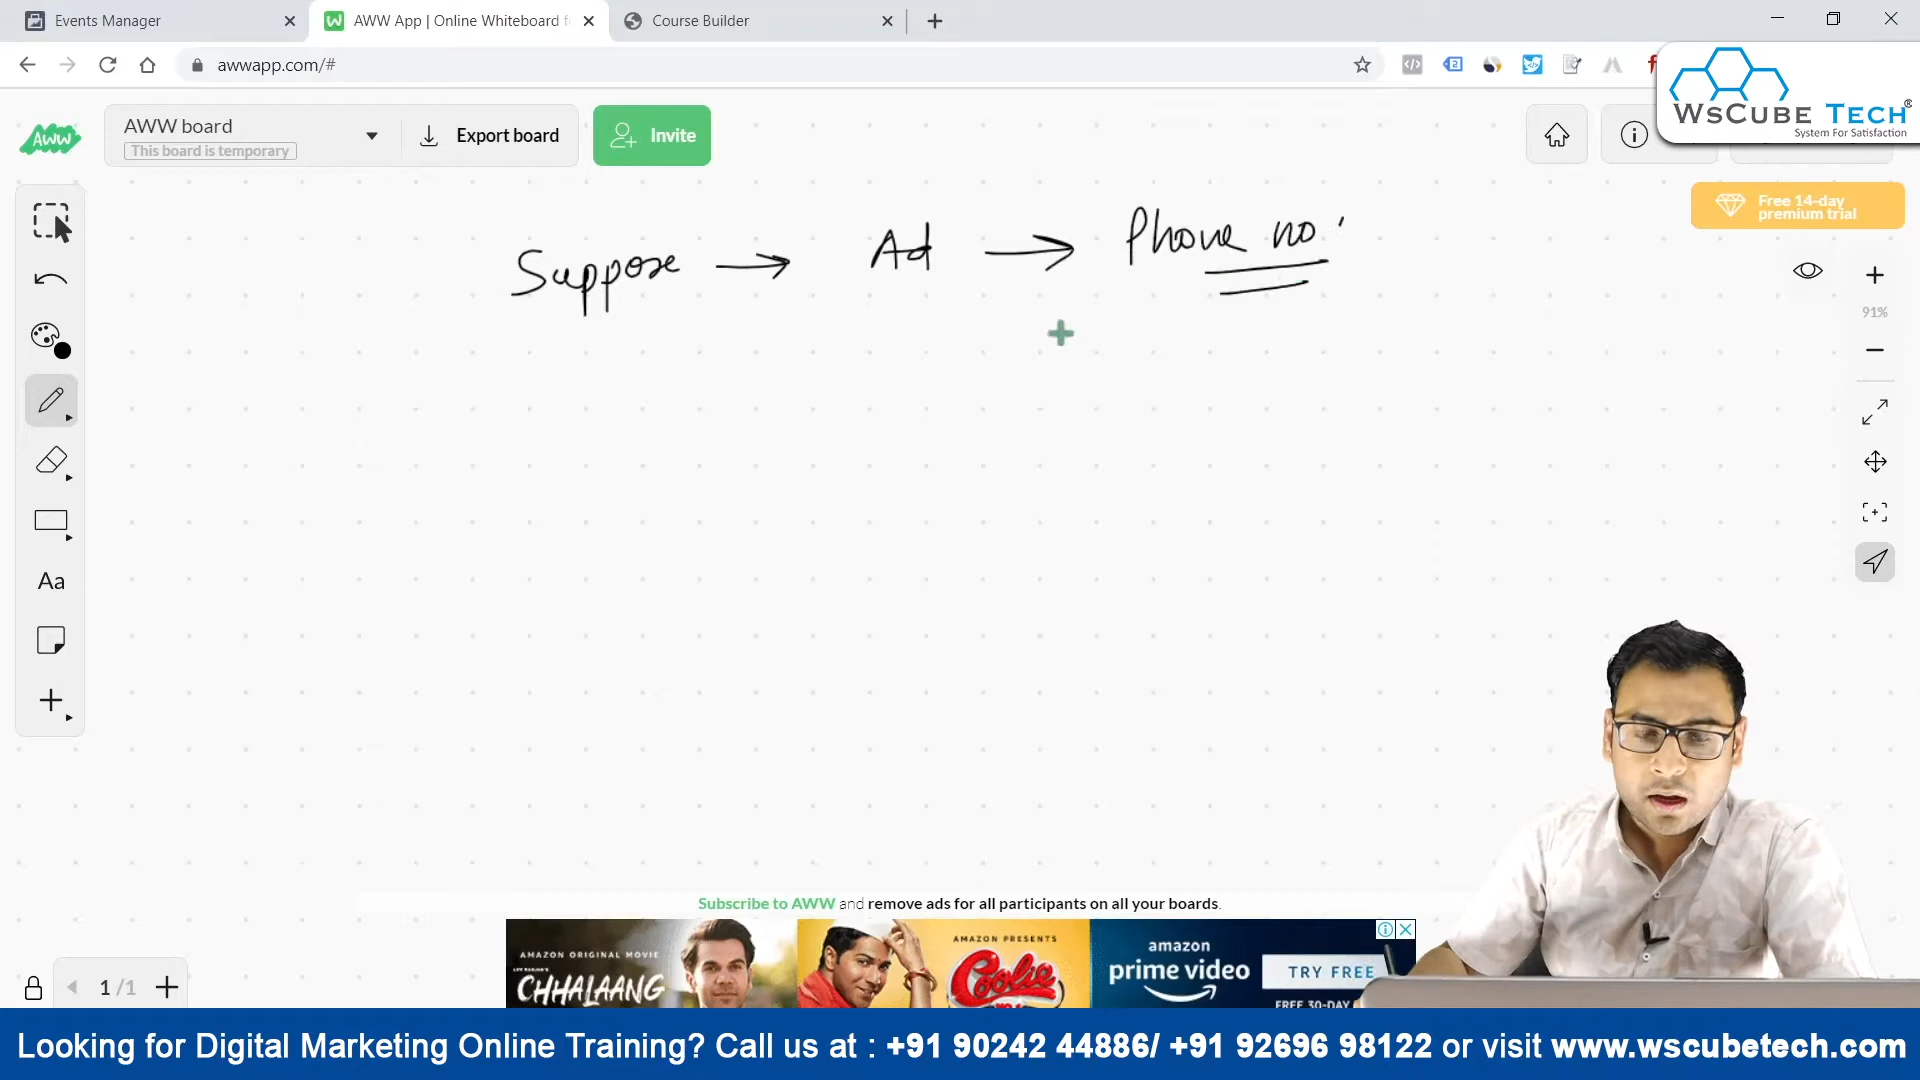 Events Manager
AWW App | Online Whiteboard f
Course Builder
awwapp.com/#
WsCube Tech®
System For Satisfaction
AWW
AWW board
This board is temporary
Export board
Invite
Free 14-day
premium trial
Suppose → Ad → Phone no.
91%
Aa
Subscribe to AWW and remove ads for all participants on all your boards.
AMAZON ORIGINAL MOVIE
CHHALAANG
AMAZON PRESENTS
Coolie
amazon
prime video
TRY FREE
FREE 30-DAY
1 /1
Looking for Digital Marketing Online Training? Call us at : +91 90242 44886/ +91 92696 98122 or visit www.wscubetech.com